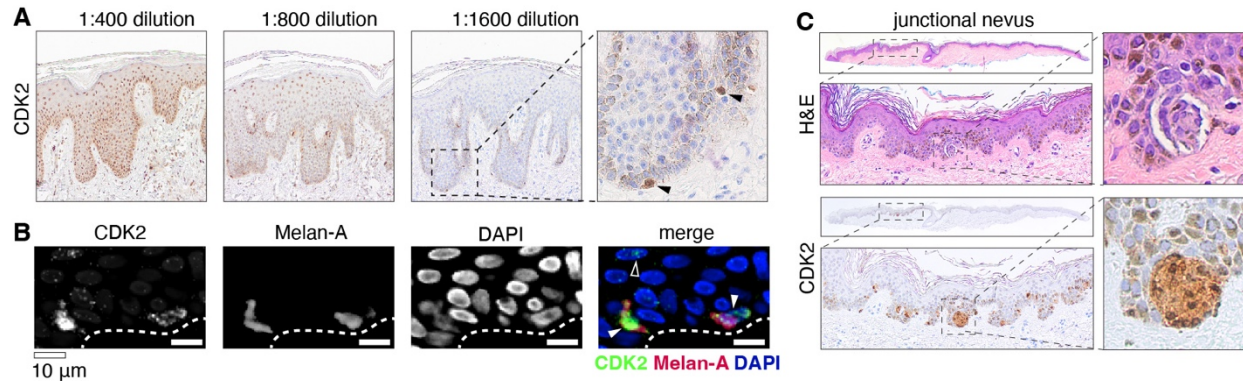 A
1:400 dilution
1:800 dilution
1:1600 dilution
CDK2
B
CDK2
Melan-A
DAPI
merge
10 µm
CDK2 Melan-A DAPI
C
junctional nevus
H&E
CDK2